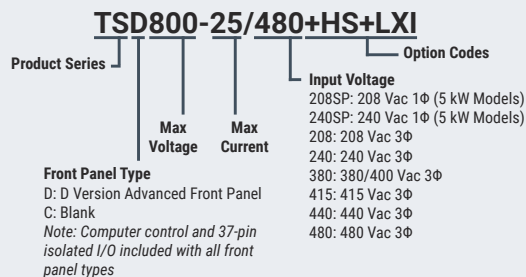 TSD800-25/480+HS+LXI
Product Series
Option Codes
Max
Voltage
Max
Current
Front Panel Type
D: D Version Advanced Front Panel
C: Blank
Note: Computer control and 37-pin
isolated I/O included with all front
panel types
Input Voltage
208SP: 208 Vac 1Φ (5 kW Models)
240SP: 240 Vac 1Φ (5 kW Models)
208: 208 Vac 3Φ
240: 240 Vac 3Φ
380: 380/400 Vac 3Φ
415: 415 Vac 3Φ
440: 440 Vac 3Φ
480: 480 Vac 3Φ